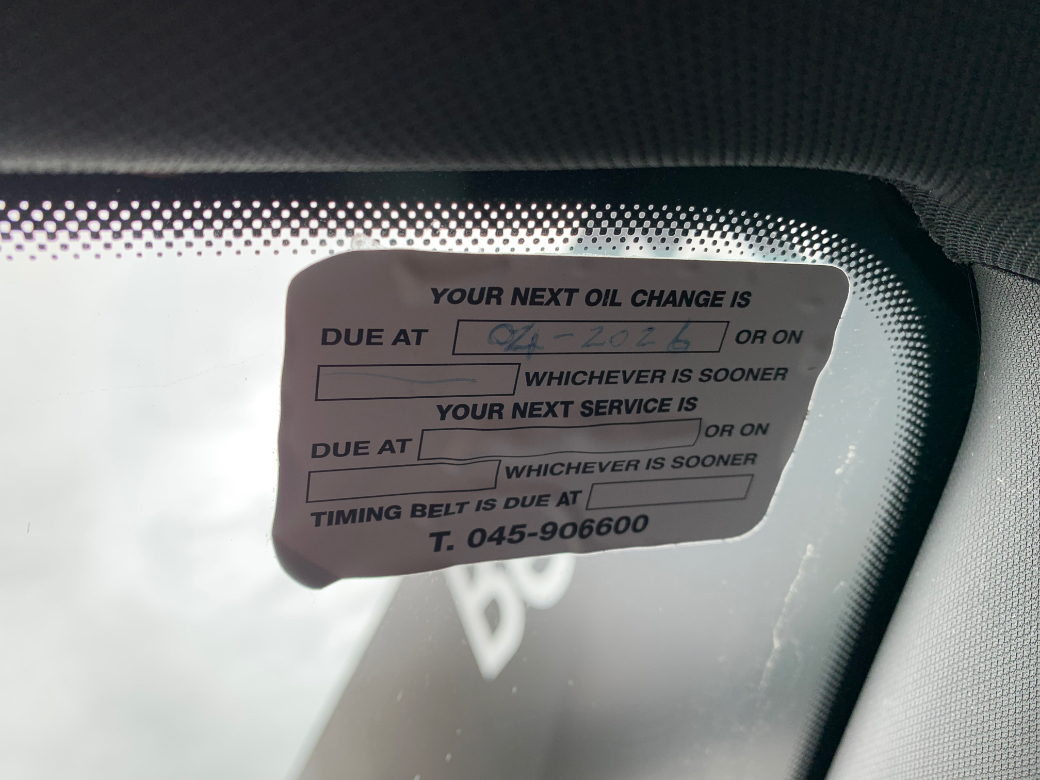 YOUR NEXT OIL CHANGE IS
DUE AT 04-2026 OR ON
WHICHEVER IS SOONER
YOUR NEXT SERVICE IS
DUE AT OR ON
WHICHEVER IS SOONER
TIMING BELT IS DUE AT
T. 045-906600